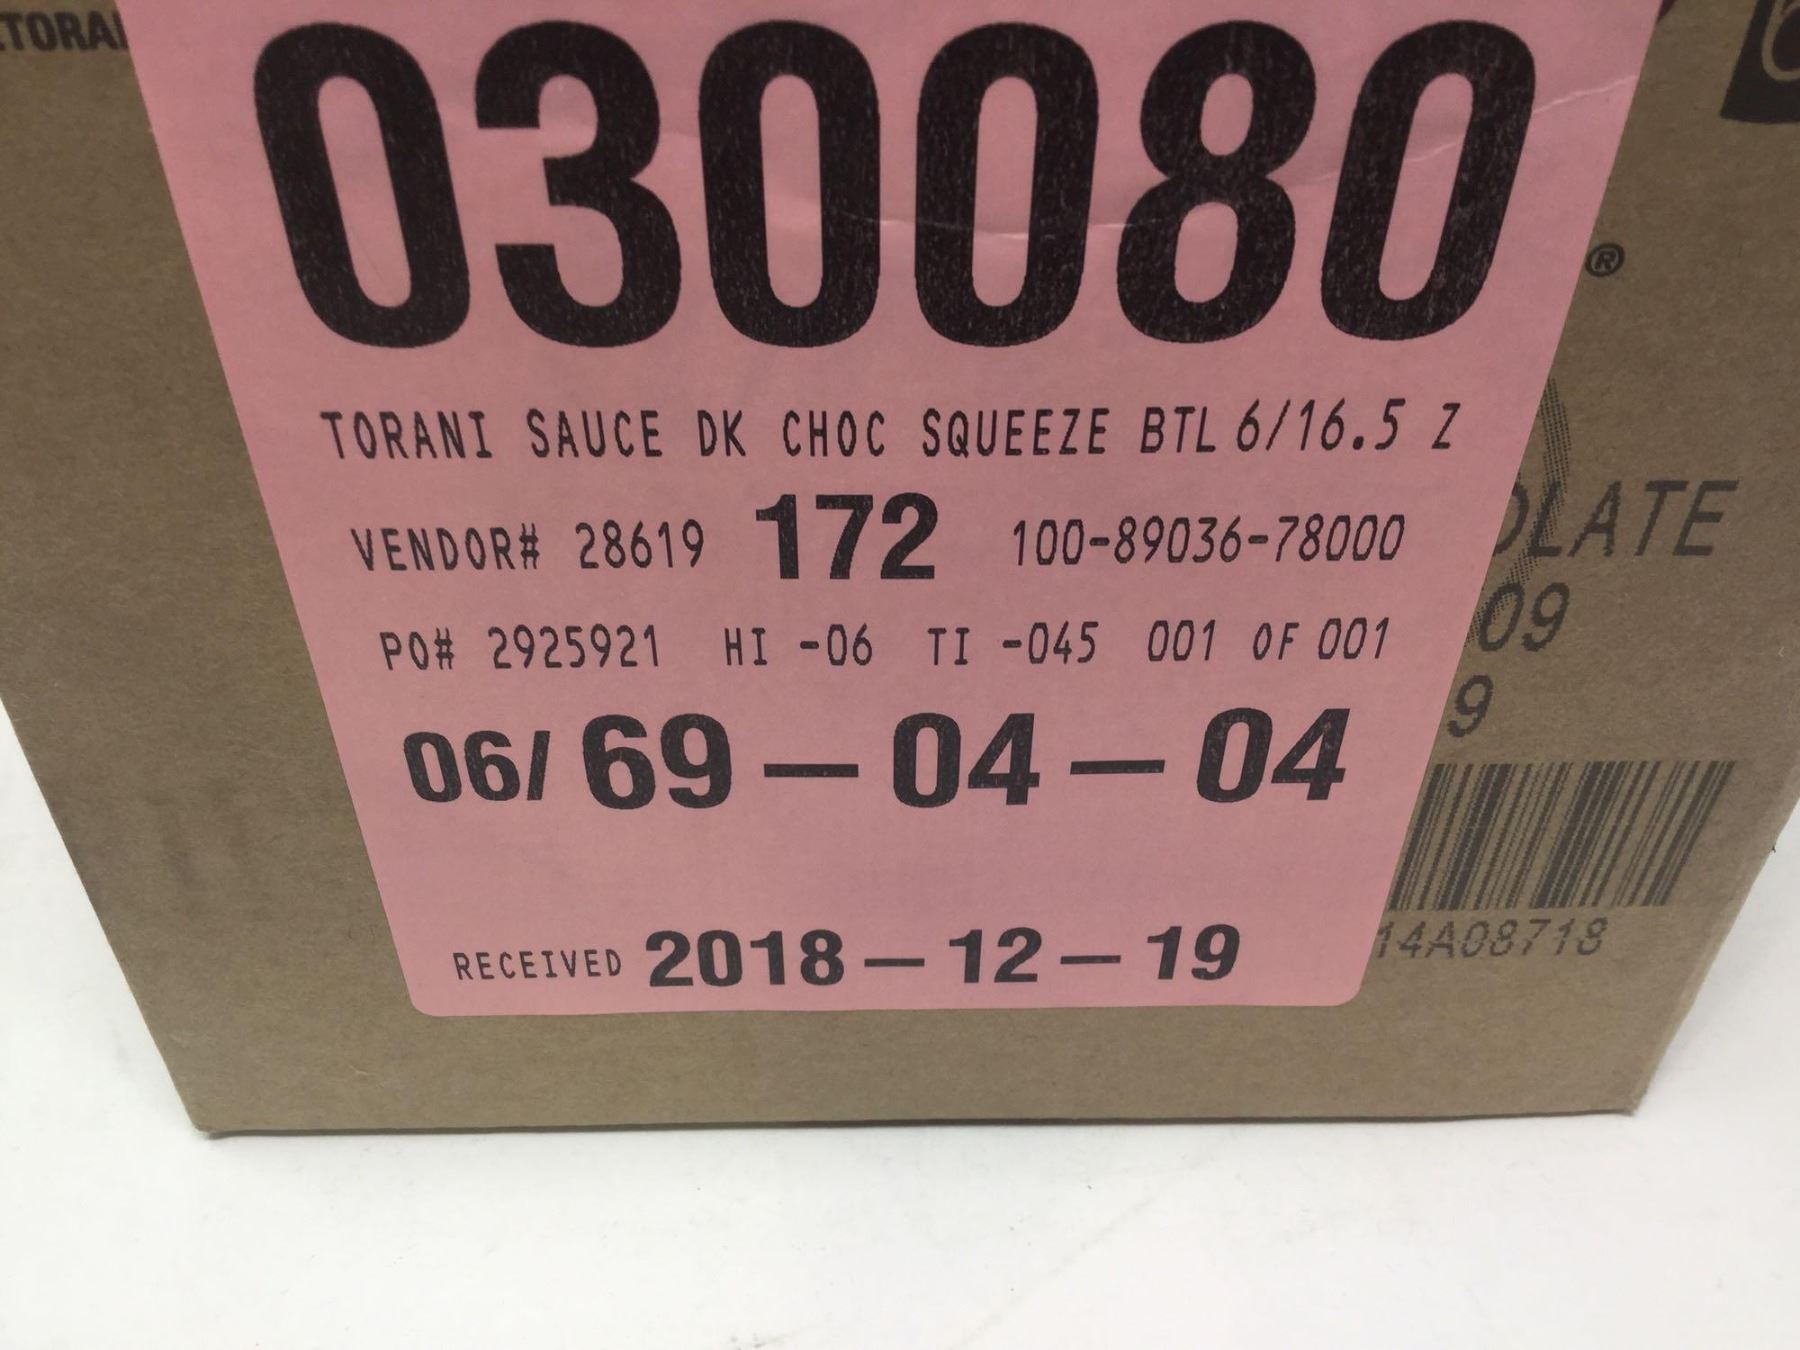 030080
®
TORANI SAUCE DK CHOC SQUEEZE BTL 6/16.5 Z
VENDOR# 28619 172 100-89036-78000
PO# 2925921 HI -06 TI -045 001 OF 001
09
9
06/ 69 - 04 - 04
14A08718
RECEIVED 2018 - 12 - 19